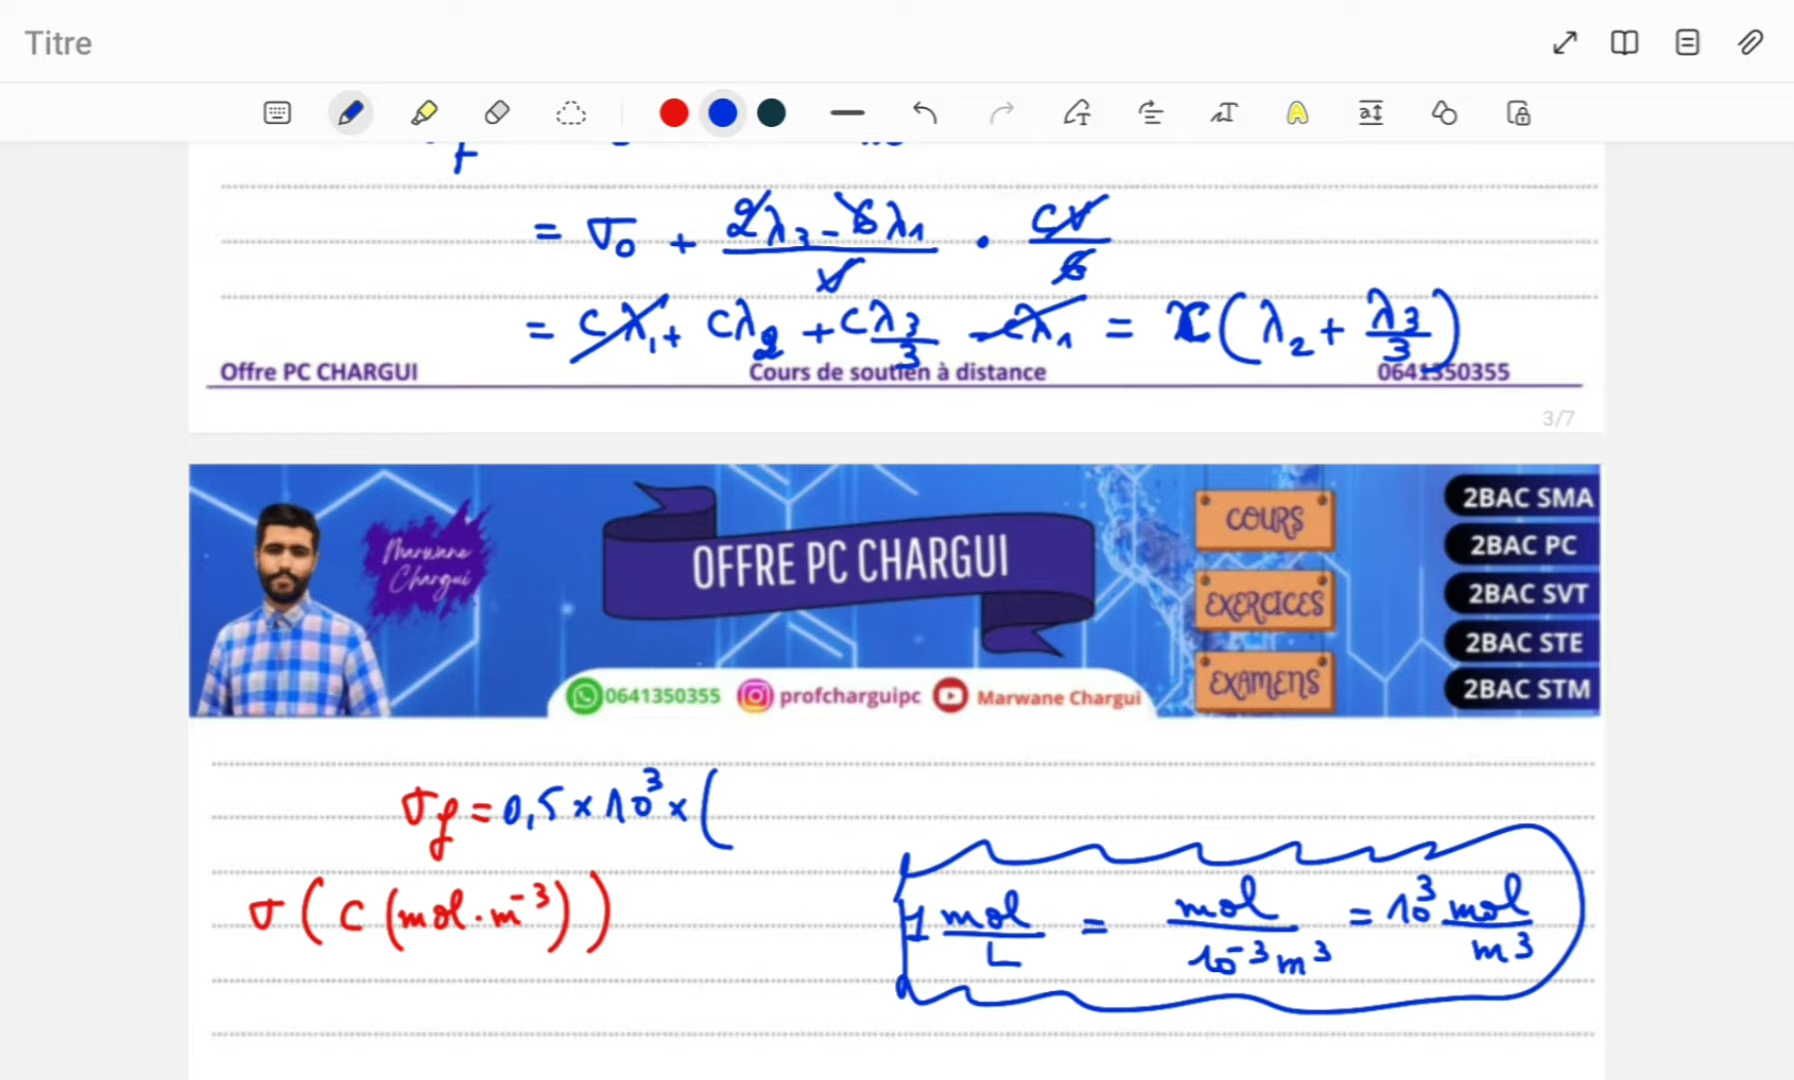 Titre
= σ₀ + (2λ₃ - 6λ₁)/V · CV/6
= Cλ₁ + Cλ₂ + Cλ₃/3 - Cλ₁ = C(λ₂ + λ₃/3)
Offre PC CHARGUI Cours de soutien à distance 0641350355
3/7
Marwane
Chargui
OFFRE PC CHARGUI
COURS
EXERCICES
EXAMENS
2BAC SMA
2BAC PC
2BAC SVT
2BAC STE
2BAC STM
0641350355 profcharguipc Marwane Chargui
σf = 0,5 × 10³ × (
σ(C(mol·m⁻³))
1 mol/L = mol/10⁻³m³ = 10³ mol/m³